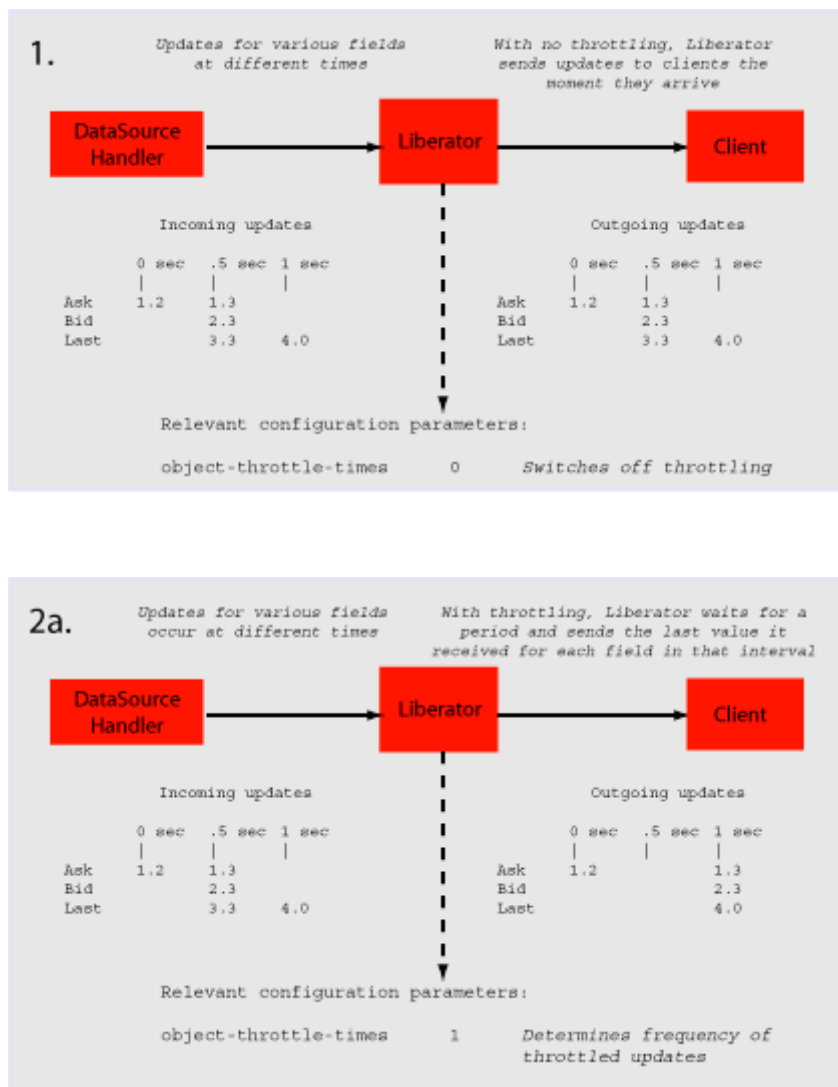 1.
Updates for various fields
at different times
With no throttling, Liberator
sends updates to clients the
moment they arrive
DataSource
Handler
Liberator
Client
Incoming updates
0 sec .5 sec 1 sec
Ask 1.2 1.3
Bid 2.3
Last 3.3 4.0
Outgoing updates
0 sec .5 sec 1 sec
Ask 1.2 1.3
Bid 2.3
Last 3.3 4.0
Relevant configuration parameters:
object-throttle-times 0 Switches off throttling
2a.
Updates for various fields
occur at different times
With throttling, Liberator waits for a
period and sends the last value it
received for each field in that interval
DataSource
Handler
Liberator
Client
Incoming updates
0 sec .5 sec 1 sec
Ask 1.2 1.3
Bid 2.3
Last 3.3 4.0
Outgoing updates
0 sec .5 sec 1 sec
Ask 1.2 1.3
Bid 2.3
Last 4.0
Relevant configuration parameters:
object-throttle-times 1 Determines frequency of
throttled updates